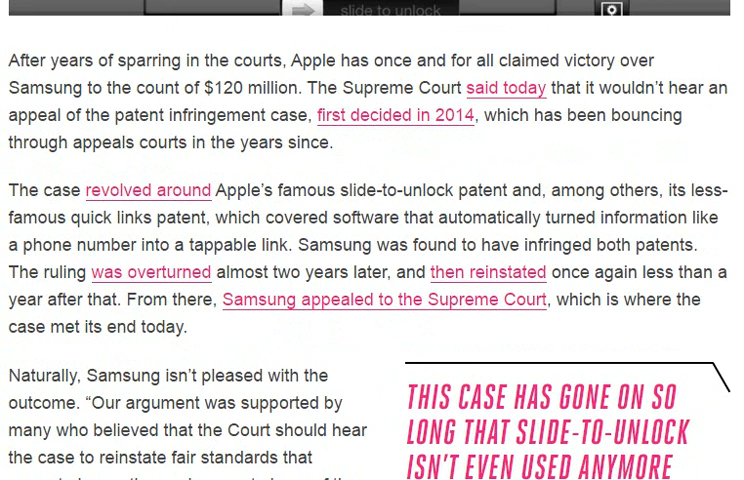 slide to unlock
After years of sparring in the courts, Apple has once and for all claimed victory over
Samsung to the count of $120 million. The Supreme Court said today that it wouldn’t hear an
appeal of the patent infringement case, first decided in 2014, which has been bouncing
through appeals courts in the years since.
The case revolved around Apple’s famous slide-to-unlock patent and, among others, its less-
famous quick links patent, which covered software that automatically turned information like
a phone number into a tappable link. Samsung was found to have infringed both patents.
The ruling was overturned almost two years later, and then reinstated once again less than a
year after that. From there, Samsung appealed to the Supreme Court, which is where the
case met its end today.
Naturally, Samsung isn’t pleased with the
outcome. “Our argument was supported by
many who believed that the Court should hear
the case to reinstate fair standards that
THIS CASE HAS GONE ON SO
LONG THAT SLIDE-TO-UNLOCK
ISN’T EVEN USED ANYMORE